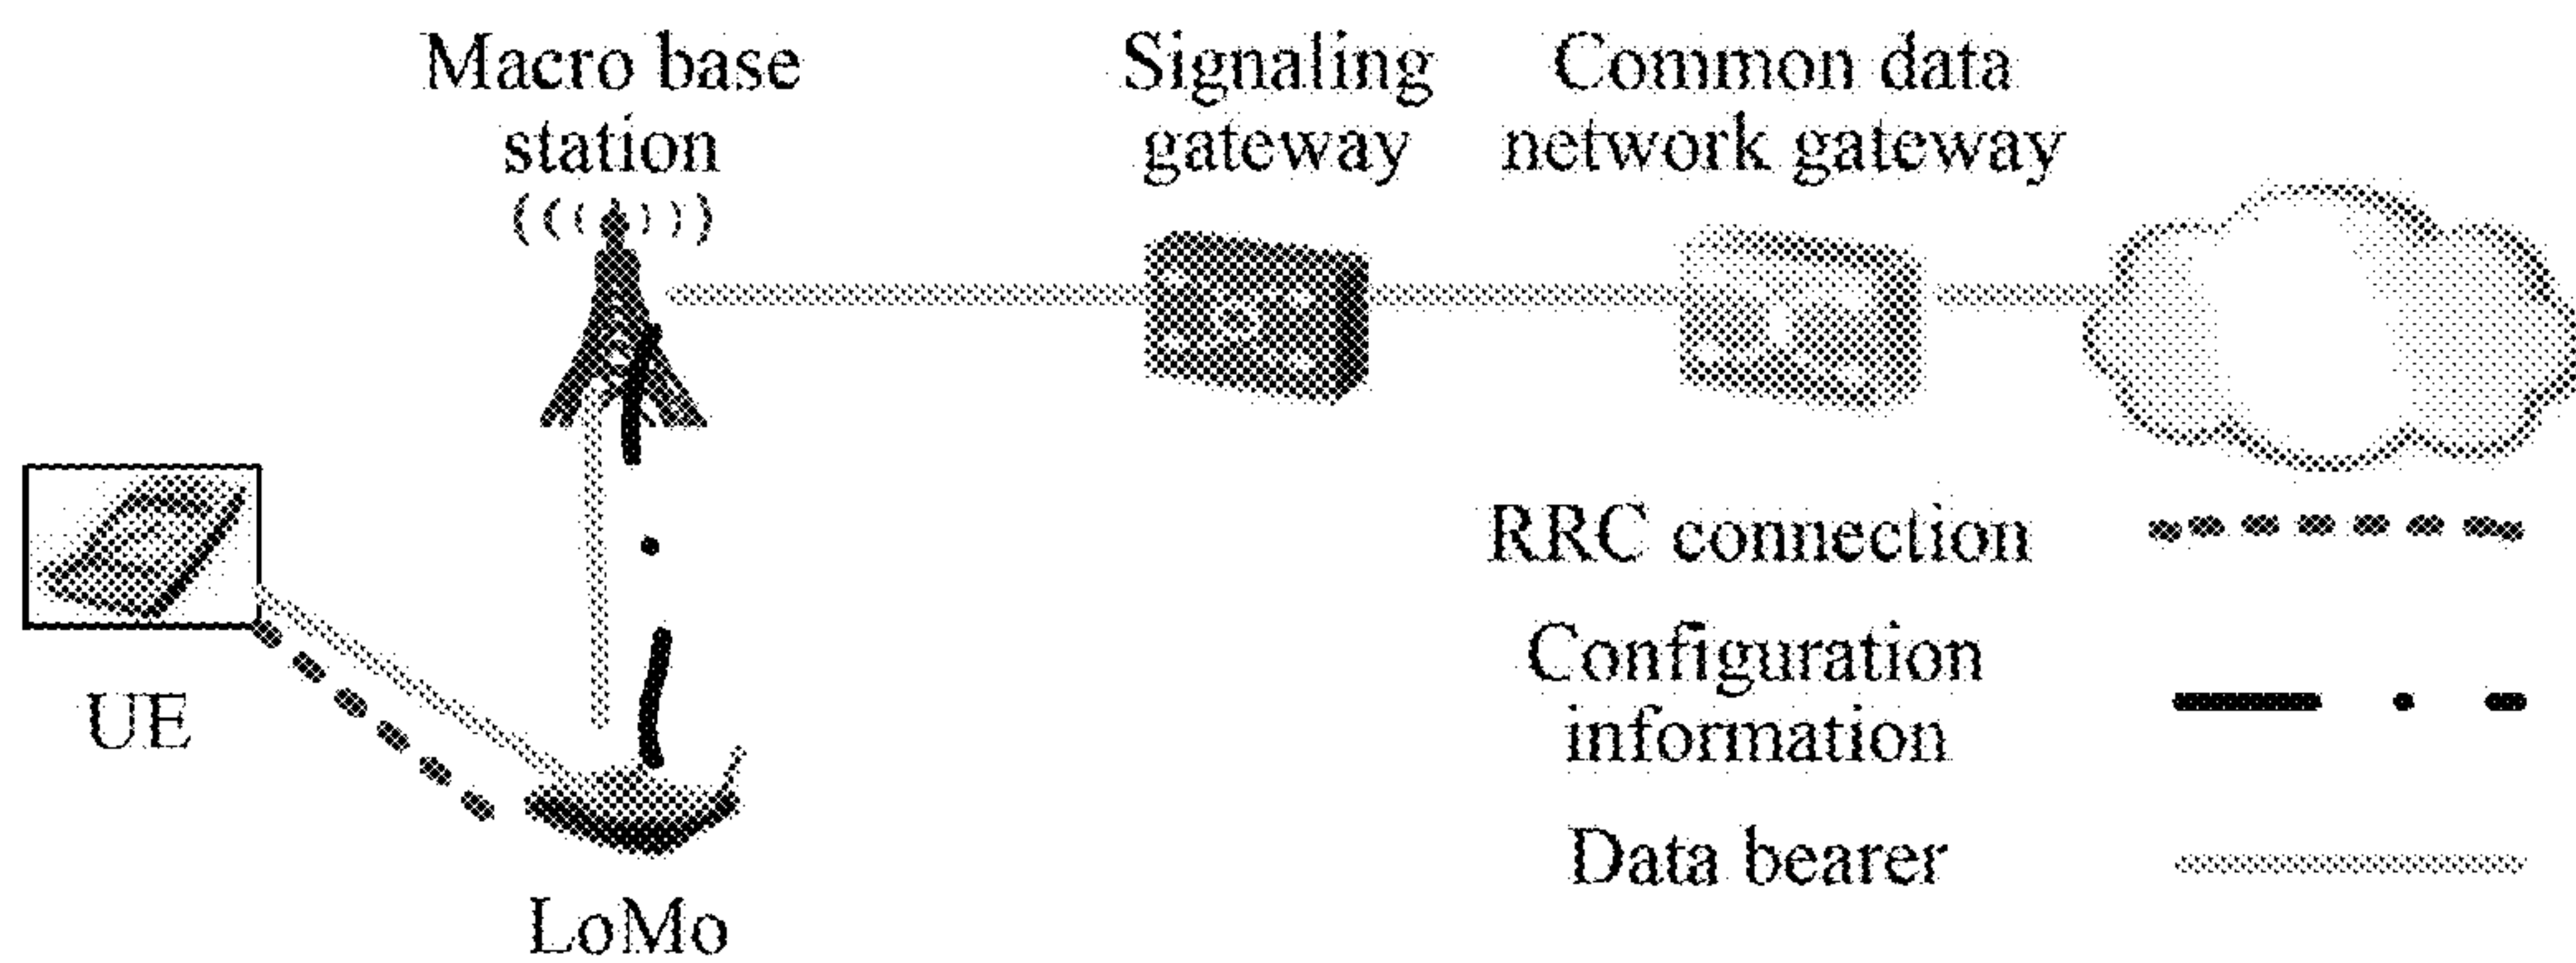 Macro base
station
Signaling
gateway
Common data
network gateway
UE
LoMo
RRC connection
Configuration
information
Data bearer